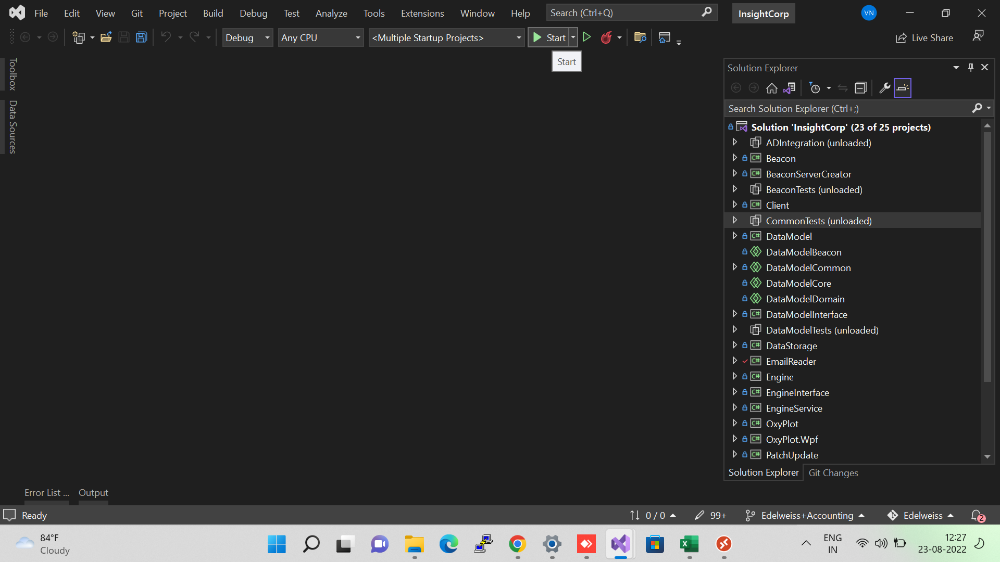 File Edit View Git Project Build Debug Test Analyze Tools Extensions Window Help Search (Ctrl+Q) InsightCorp VN
Debug Any CPU <Multiple Startup Projects> Start Live Share
Start
Toolbox
Data Sources
Solution Explorer
Search Solution Explorer (Ctrl+;)
Solution 'InsightCorp' (23 of 25 projects)
ADIntegration (unloaded)
C# Beacon
C# BeaconServerCreator
BeaconTests (unloaded)
C# Client
CommonTests (unloaded)
C# DataModel
DataModelBeacon
DataModelCommon
DataModelCore
DataModelDomain
C# DataModelInterface
DataModelTests (unloaded)
C# DataStorage
C# EmailReader
C# Engine
C# EngineInterface
C# EngineService
C# OxyPlot
C# OxyPlot.Wpf
C# PatchUpdate
Solution Explorer Git Changes
Error List ... Output
Ready 0 / 0 99+ Edelweiss+Accounting Edelweiss 2
84°F
Cloudy
ENG
IN
12:27
23-08-2022